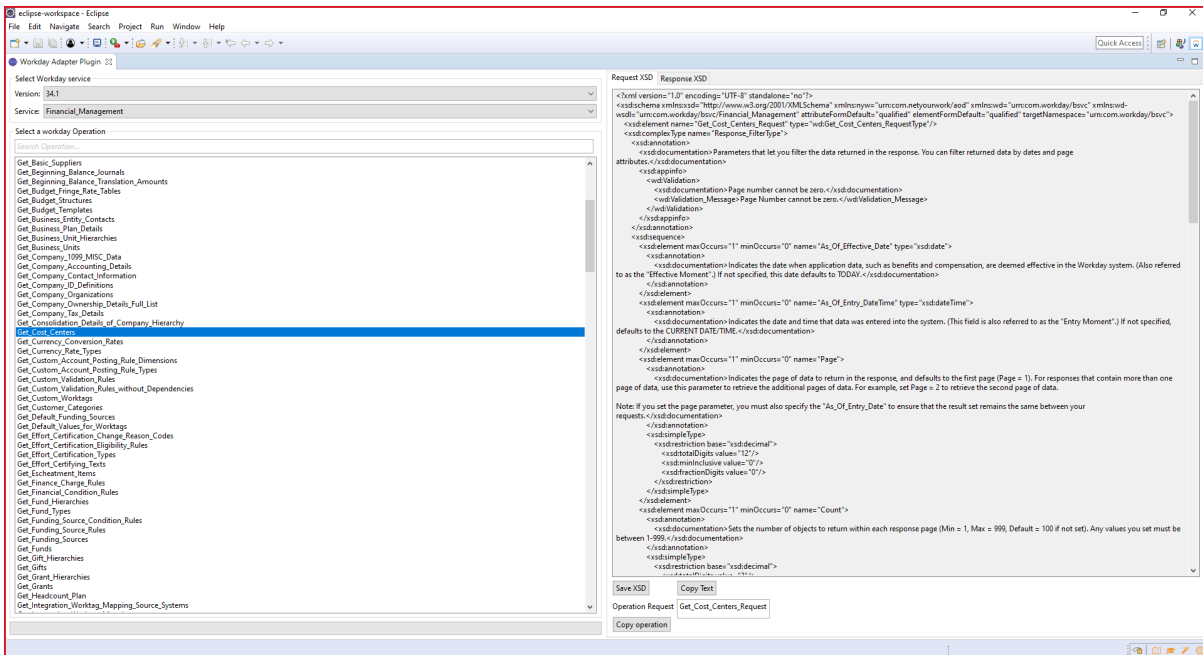 eclipse-workspace - Eclipse
File Edit Navigate Search Project Run Window Help
Quick Access
Workday Adapter Plugin
Select Workday service
Version: 34.1
Service: Financial_Management
Select a workday Operation
Search Operation...
Get_Basic_Suppliers
Get_Beginning_Balance_Journals
Get_Beginning_Balance_Translation_Amounts
Get_Budget_Fringe_Rate_Tables
Get_Budget_Structures
Get_Budget_Templates
Get_Business_Entity_Contacts
Get_Business_Plan_Details
Get_Business_Unit_Hierarchies
Get_Business_Units
Get_Company_1099_MISC_Data
Get_Company_Accounting_Details
Get_Company_Contact_Information
Get_Company_ID_Definitions
Get_Company_Organizations
Get_Company_Ownership_Details_Full_List
Get_Company_Tax_Details
Get_Consolidation_Details_of_Company_Hierarchy
Get_Cost_Centers
Get_Currency_Conversion_Rates
Get_Currency_Rate_Types
Get_Custom_Account_Posting_Rule_Dimensions
Get_Custom_Account_Posting_Rule_Types
Get_Custom_Validation_Rules
Get_Custom_Validation_Rules_without_Dependencies
Get_Custom_Worktags
Get_Customer_Categories
Get_Default_Funding_Sources
Get_Default_Values_for_Worktags
Get_Effort_Certification_Change_Reason_Codes
Get_Effort_Certification_Eligibility_Rules
Get_Effort_Certification_Types
Get_Effort_Certifying_Texts
Get_Escheatment_Items
Get_Finance_Charge_Rules
Get_Financial_Condition_Rules
Get_Fund_Hierarchies
Get_Fund_Types
Get_Funding_Source_Condition_Rules
Get_Funding_Source_Rules
Get_Funding_Sources
Get_Funds
Get_Gift_Hierarchies
Get_Gifts
Get_Grant_Hierarchies
Get_Grants
Get_Headcount_Plan
Get_Integration_Worktag_Mapping_Source_Systems
Request XSD Response XSD
<?xml version="1.0" encoding="UTF-8" standalone="no"?>
<xsd:schema xmlns:xsd="http://www.w3.org/2001/XMLSchema" xmlns:nyw="urn:com.netyourwork/aod" xmlns:wd="urn:com.workday/bsvc" xmlns:wd-
wsdl="urn:com.workday/bsvc/Financial_Management" attributeFormDefault="qualified" elementFormDefault="qualified" targetNamespace="urn:com.workday/bsvc">
<xsd:element name="Get_Cost_Centers_Request" type="wd:Get_Cost_Centers_RequestType"/>
<xsd:complexType name="Response_FilterType">
<xsd:annotation>
<xsd:documentation>Parameters that let you filter the data returned in the response. You can filter returned data by dates and page
attributes.</xsd:documentation>
<xsd:appinfo>
<wd:Validation>
<xsd:documentation>Page number cannot be zero.</xsd:documentation>
<wd:Validation_Message>Page Number cannot be zero.</wd:Validation_Message>
</wd:Validation>
</xsd:appinfo>
</xsd:annotation>
<xsd:sequence>
<xsd:element maxOccurs="1" minOccurs="0" name="As_Of_Effective_Date" type="xsd:date">
<xsd:annotation>
<xsd:documentation>Indicates the date when application data, such as benefits and compensation, are deemed effective in the Workday system. (Also referred
to as the "Effective Moment".) If not specified, this date defaults to TODAY.</xsd:documentation>
</xsd:annotation>
</xsd:element>
<xsd:element maxOccurs="1" minOccurs="0" name="As_Of_Entry_DateTime" type="xsd:dateTime">
<xsd:annotation>
<xsd:documentation>Indicates the date and time that data was entered into the system. (This field is also referred to as the "Entry Moment".) If not specified,
defaults to the CURRENT DATE/TIME.</xsd:documentation>
</xsd:annotation>
</xsd:element>
<xsd:element maxOccurs="1" minOccurs="0" name="Page">
<xsd:annotation>
<xsd:documentation>Indicates the page of data to return in the response, and defaults to the first page (Page = 1). For responses that contain more than one
page of data, use this parameter to retrieve the additional pages of data. For example, set Page = 2 to retrieve the second page of data.
Note: If you set the page parameter, you must also specify the "As_Of_Entry_Date" to ensure that the result set remains the same between your
requests.</xsd:documentation>
</xsd:annotation>
<xsd:simpleType>
<xsd:restriction base="xsd:decimal">
<xsd:totalDigits value="12"/>
<xsd:minInclusive value="0"/>
<xsd:fractionDigits value="0"/>
</xsd:restriction>
</xsd:simpleType>
</xsd:element>
<xsd:element maxOccurs="1" minOccurs="0" name="Count">
<xsd:annotation>
<xsd:documentation>Sets the number of objects to return within each response page (Min = 1, Max = 999, Default = 100 if not set). Any values you set must be
between 1-999.</xsd:documentation>
</xsd:annotation>
<xsd:simpleType>
<xsd:restriction base="xsd:decimal">
Save XSD Copy Text
Operation Request Get_Cost_Centers_Request
Copy operation